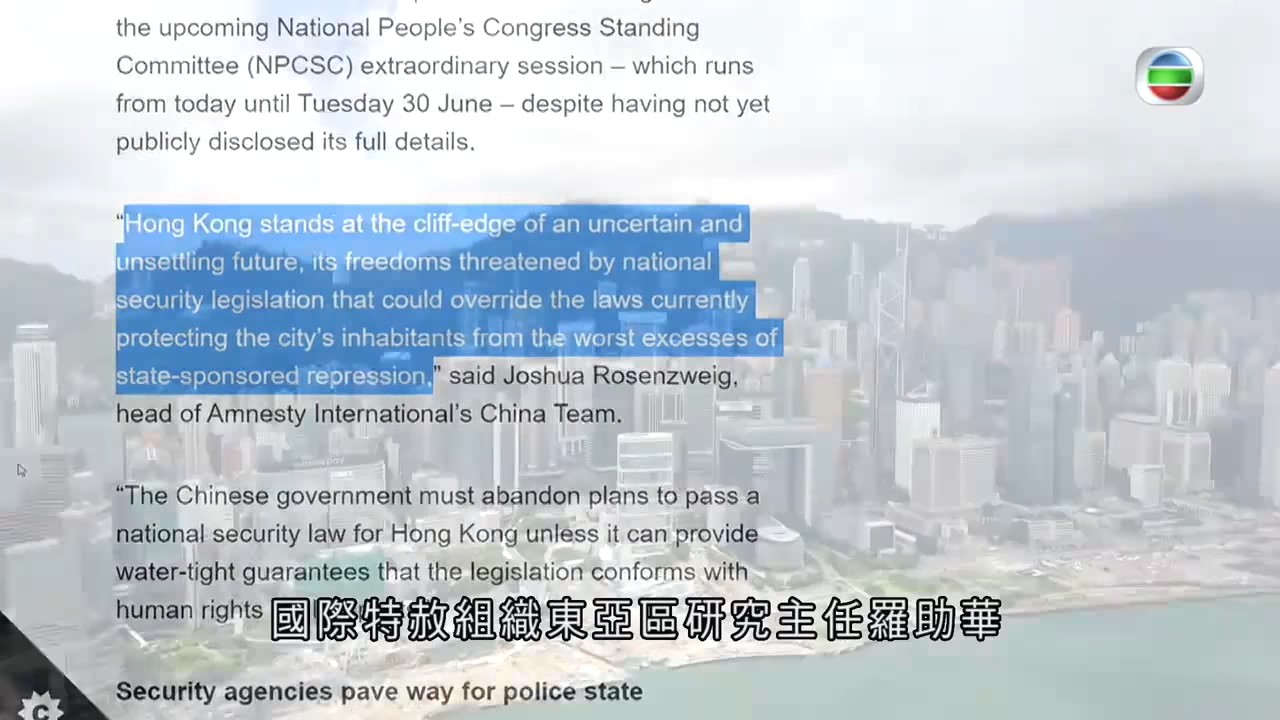 the upcoming National People’s Congress Standing
Committee (NPCSC) extraordinary session – which runs
from today until Tuesday 30 June – despite having not yet
publicly disclosed its full details.
“Hong Kong stands at the cliff-edge of an uncertain and
unsettling future, its freedoms threatened by national
security legislation that could override the laws currently
protecting the city’s inhabitants from the worst excesses of
state-sponsored repression,” said Joshua Rosenzweig,
head of Amnesty International’s China Team.
“The Chinese government must abandon plans to pass a
national security law for Hong Kong unless it can provide
water-tight guarantees that the legislation conforms with
human rights
國際特赦組織東亞區研究主任羅助華
Security agencies pave way for police state
C